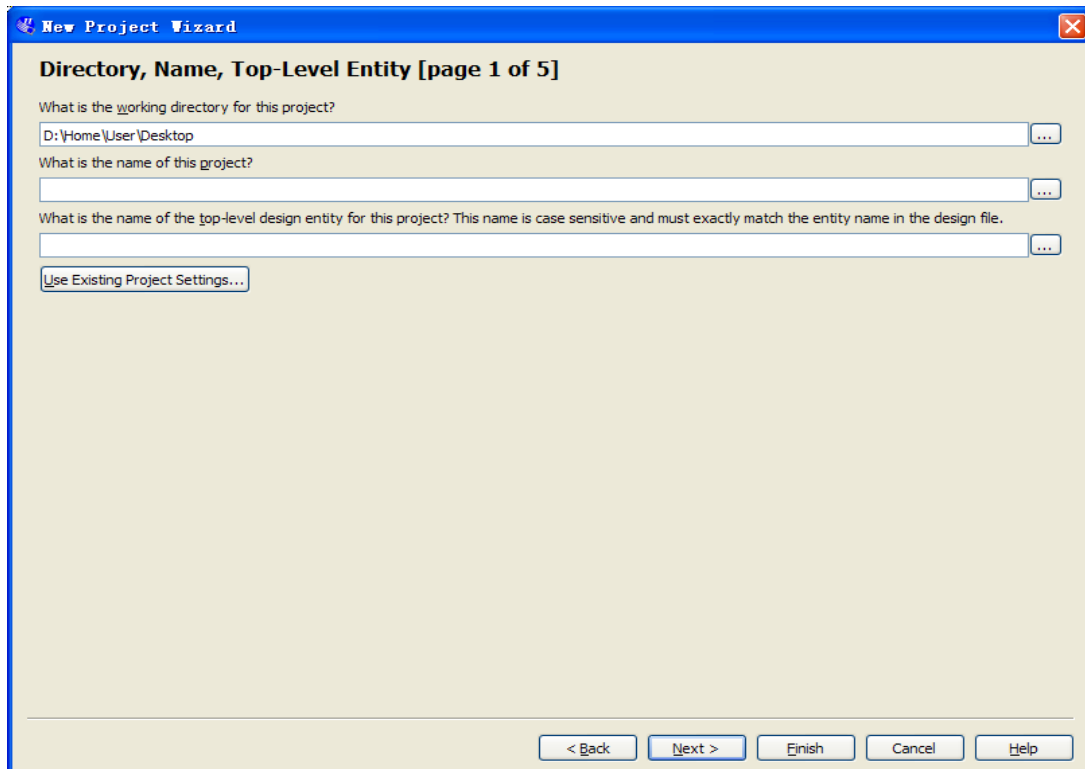 New Project Wizard
Directory, Name, Top-Level Entity [page 1 of 5]
What is the working directory for this project?
D:\Home\User\Desktop
...
What is the name of this project?
...
What is the name of the top-level design entity for this project? This name is case sensitive and must exactly match the entity name in the design file.
...
Use Existing Project Settings...
< Back Next > Finish Cancel Help